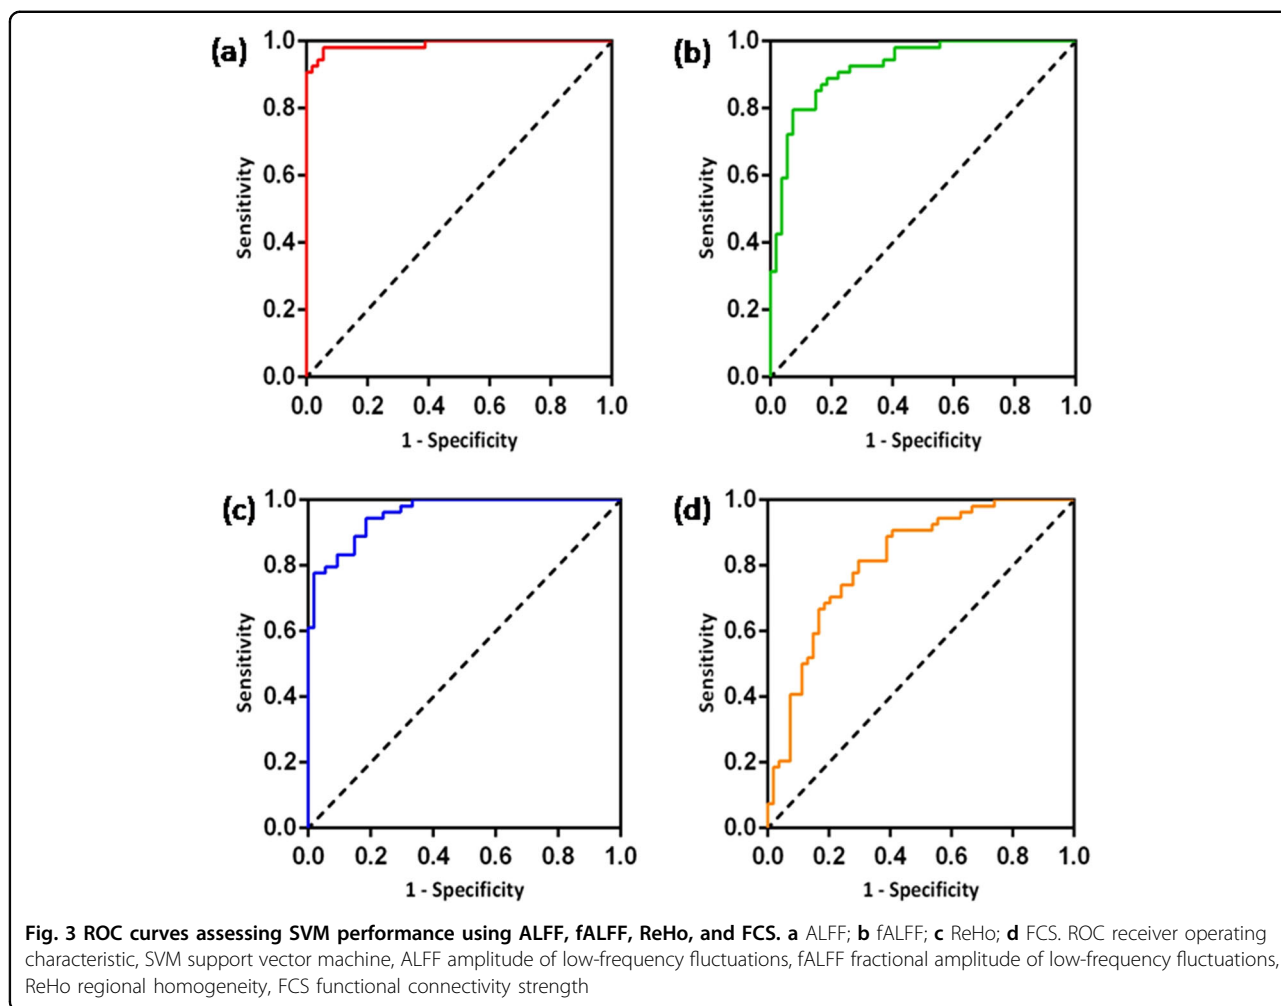 (a)
1.0
0.8
0.6
0.4
0.2
0.0
Sensitivity
0.0 0.2 0.4 0.6 0.8 1.0
1 - Specificity
(b)
1.0
0.8
0.6
0.4
0.2
0.0
Sensitivity
0.0 0.2 0.4 0.6 0.8 1.0
1 - Specificity
(c)
1.0
0.8
0.6
0.4
0.2
0.0
Sensitivity
0.0 0.2 0.4 0.6 0.8 1.0
1 - Specificity
(d)
1.0
0.8
0.6
0.4
0.2
0.0
Sensitivity
0.0 0.2 0.4 0.6 0.8 1.0
1 - Specificity
Fig. 3 ROC curves assessing SVM performance using ALFF, fALFF, ReHo, and FCS. a ALFF; b fALFF; c ReHo; d FCS. ROC receiver operating
characteristic, SVM support vector machine, ALFF amplitude of low-frequency fluctuations, fALFF fractional amplitude of low-frequency fluctuations,
ReHo regional homogeneity, FCS functional connectivity strength